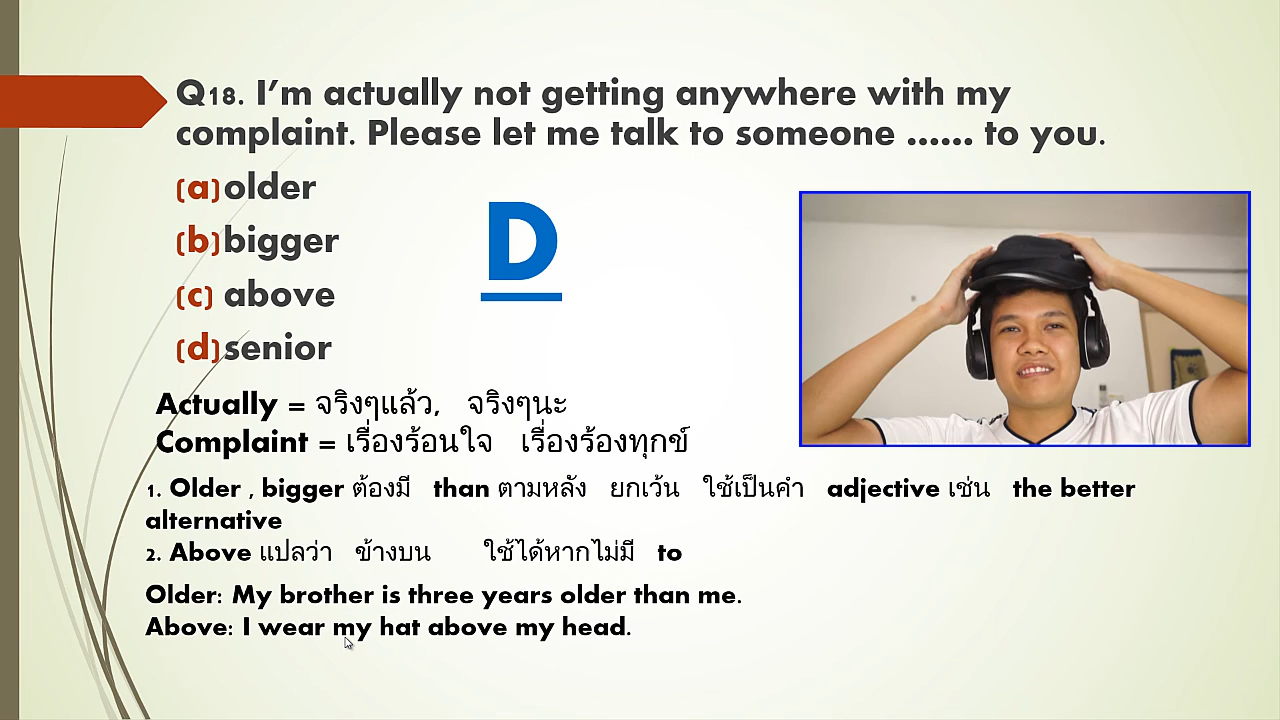 Q18. I’m actually not getting anywhere with my
complaint. Please let me talk to someone ...... to you.
(a)older
(b)bigger
(c) above
(d)senior
D
Actually = จริงๆแล้ว, จริงๆนะ
Complaint = เรื่องร้อนใจ เรื่องร้องทุกข์
1. Older , bigger ต้องมี than ตามหลัง ยกเว้น ใช้เป็นคำ adjective เช่น the better
alternative
2. Above แปลว่า ข้างบน ใช้ได้หากไม่มี to
Older: My brother is three years older than me.
Above: I wear my hat above my head.